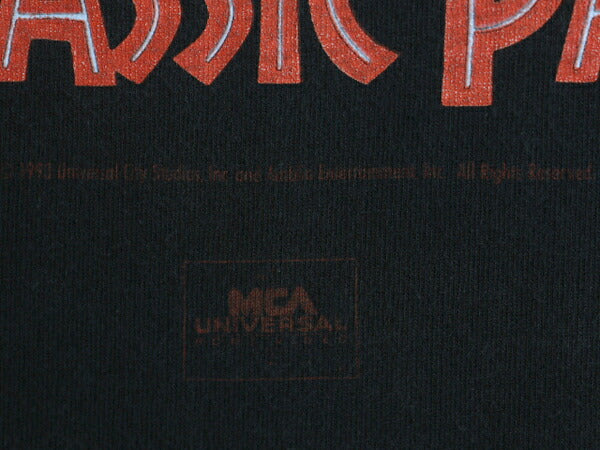 ASSIC PA
© 1993 Universal City Studios, Inc. and Amblin Entertainment, Inc. All Rights Reserved.
MCA
UNIVERSAL